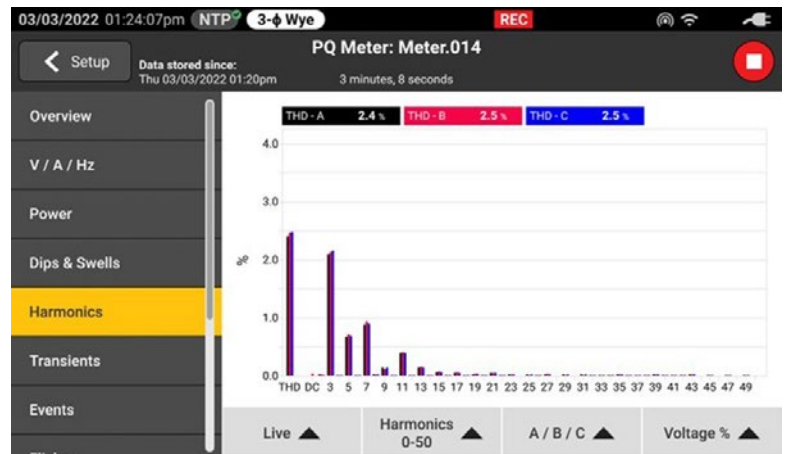 03/03/2022 01:24:07pm NTP 3-ϕ Wye REC
Setup
Data stored since:
Thu 03/03/2022 01:20pm
PQ Meter: Meter.014
3 minutes, 8 seconds
Overview
V / A / Hz
Power
Dips & Swells
Harmonics
Transients
Events
THD - A 2.4 % THD - B 2.5 % THD - C 2.5 %
4.0
3.0
%
2.0
1.0
0.0
THD DC 3 5 7 9 11 13 15 17 19 21 23 25 27 29 31 33 35 37 39 41 43 45 47 49
Live
Harmonics
0-50
A / B / C
Voltage %